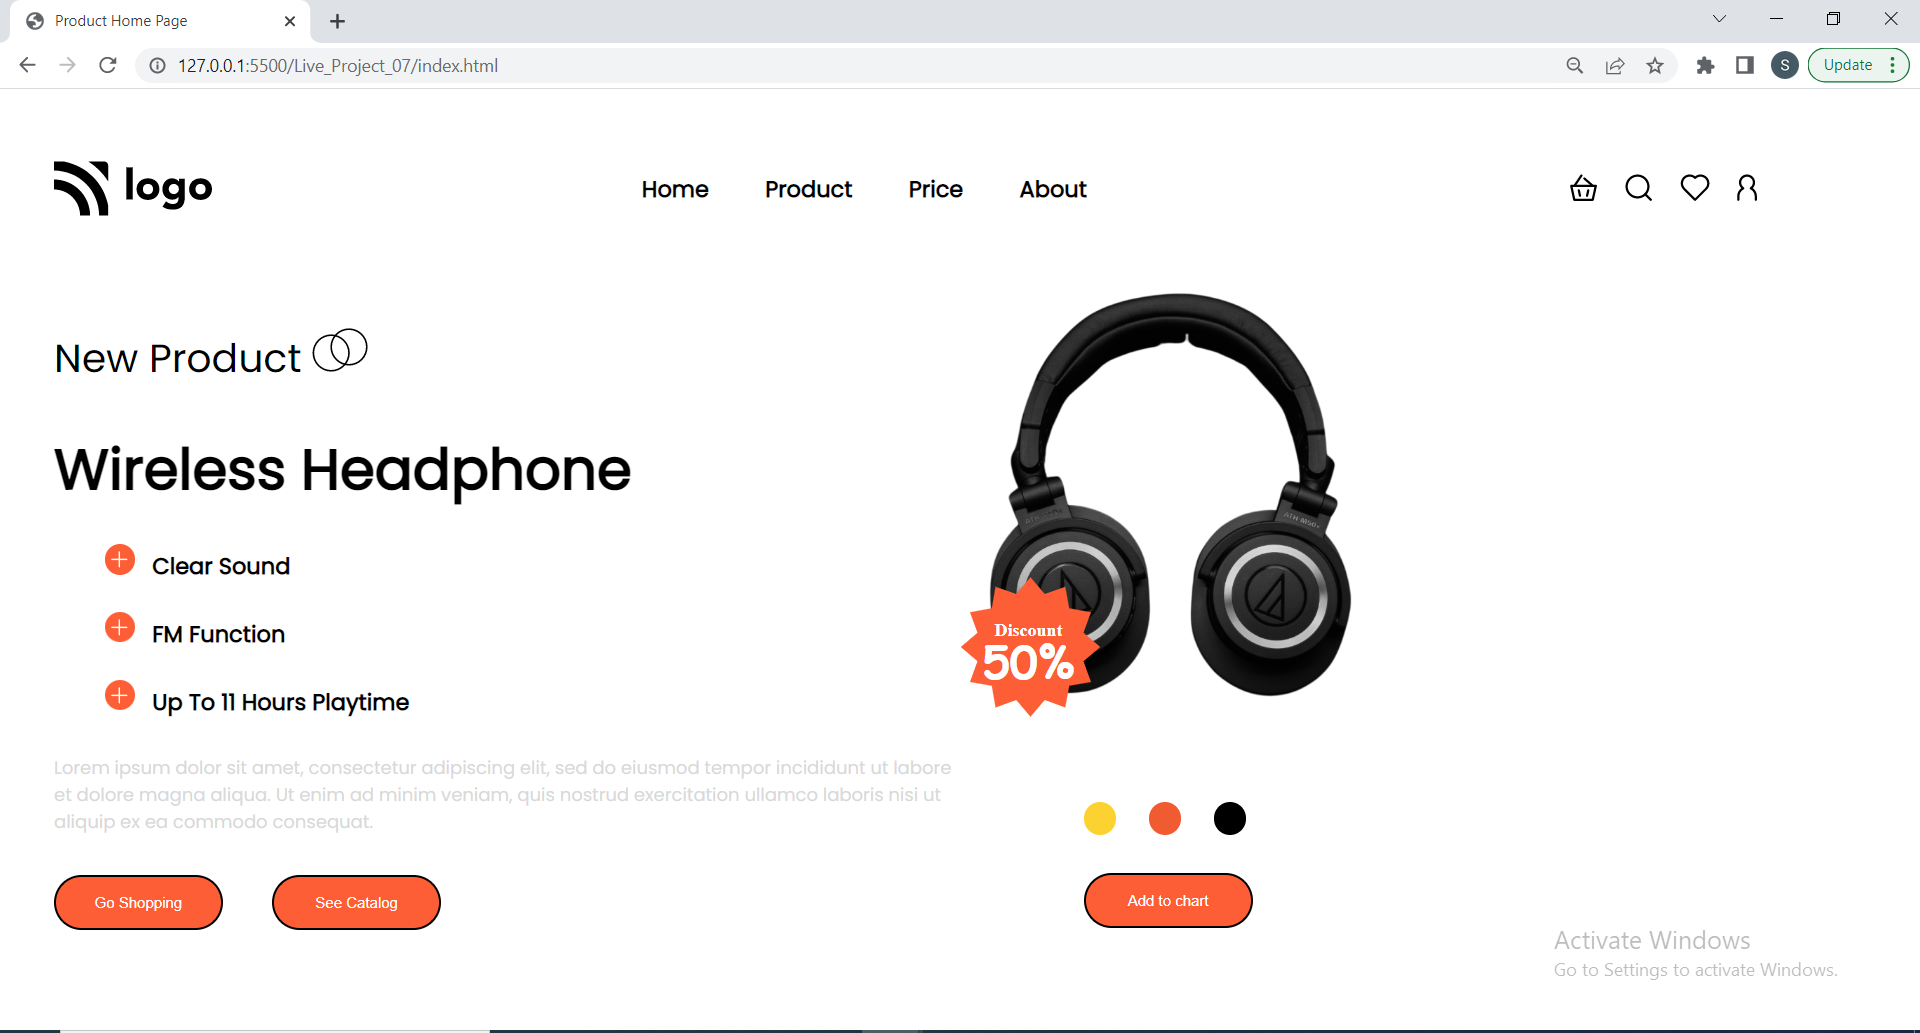 Product Home Page
127.0.0.1:5500/Live_Project_07/index.html
S
Update
logo
Home Product Price About
New Product
Wireless Headphone
Clear Sound
FM Function
Up To 11 Hours Playtime
Lorem ipsum dolor sit amet, consectetur adipiscing elit, sed do eiusmod tempor incididunt ut labore
et dolore magna aliqua. Ut enim ad minim veniam, quis nostrud exercitation ullamco laboris nisi ut
aliquip ex ea commodo consequat.
Go Shopping See Catalog
Discount
50%
Add to chart
Activate Windows
Go to Settings to activate Windows.